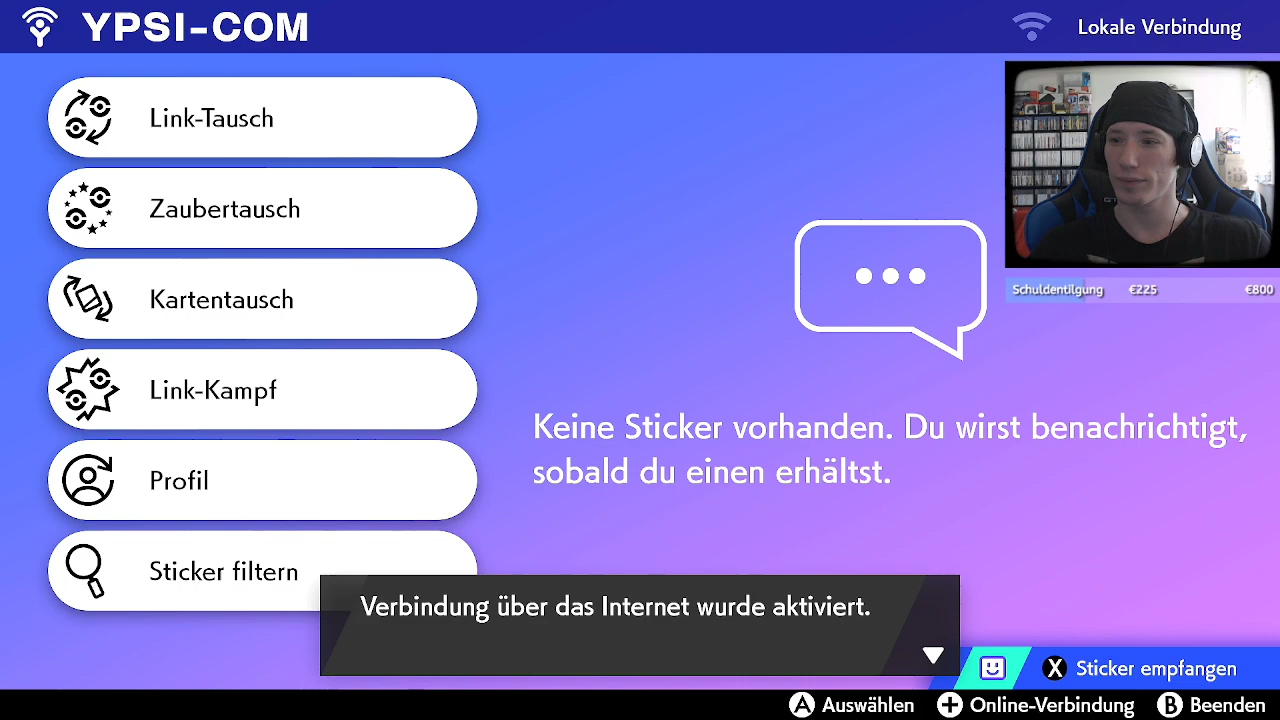 YPSI-COM
Lokale Verbindung
Link-Tausch
Zaubertausch
Kartentausch
Link-Kampf
Profil
Sticker filtern
Schuldentilgung €225 €800
Keine Sticker vorhanden. Du wirst benachrichtigt,
sobald du einen erhältst.
Verbindung über das Internet wurde aktiviert.
X Sticker empfangen
A Auswählen + Online-Verbindung B Beenden